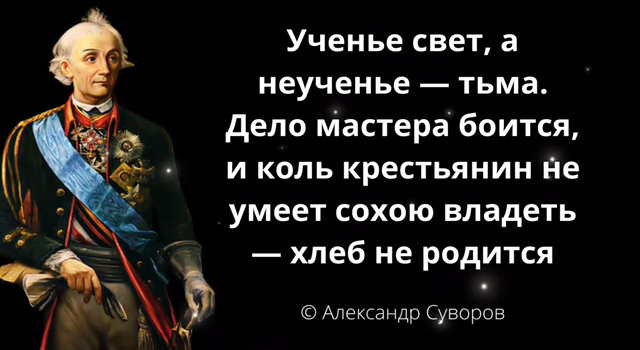 Ученье свет, а
неученье — тьма.
Дело мастера боится,
и коль крестьянин не
умеет сохою владеть
— хлеб не родится
© Александр Суворов